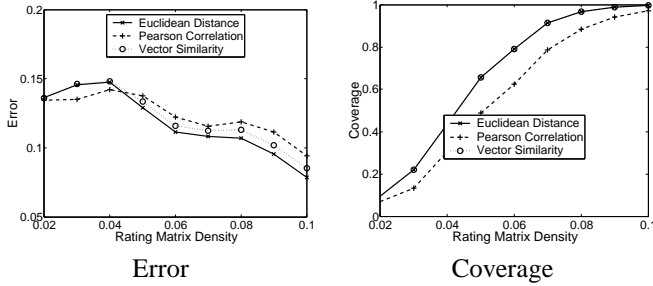 0.2
0.15
0.1
0.05
Error
Euclidean Distance
Pearson Correlation
Vector Similarity
0.02 0.04 0.06 0.08 0.1
Rating Matrix Density
Error
1
0.8
0.6
0.4
0.2
0
Coverage
Euclidean Distance
Pearson Correlation
Vector Similarity
0.02 0.04 0.06 0.08 0.1
Rating Matrix Density
Coverage